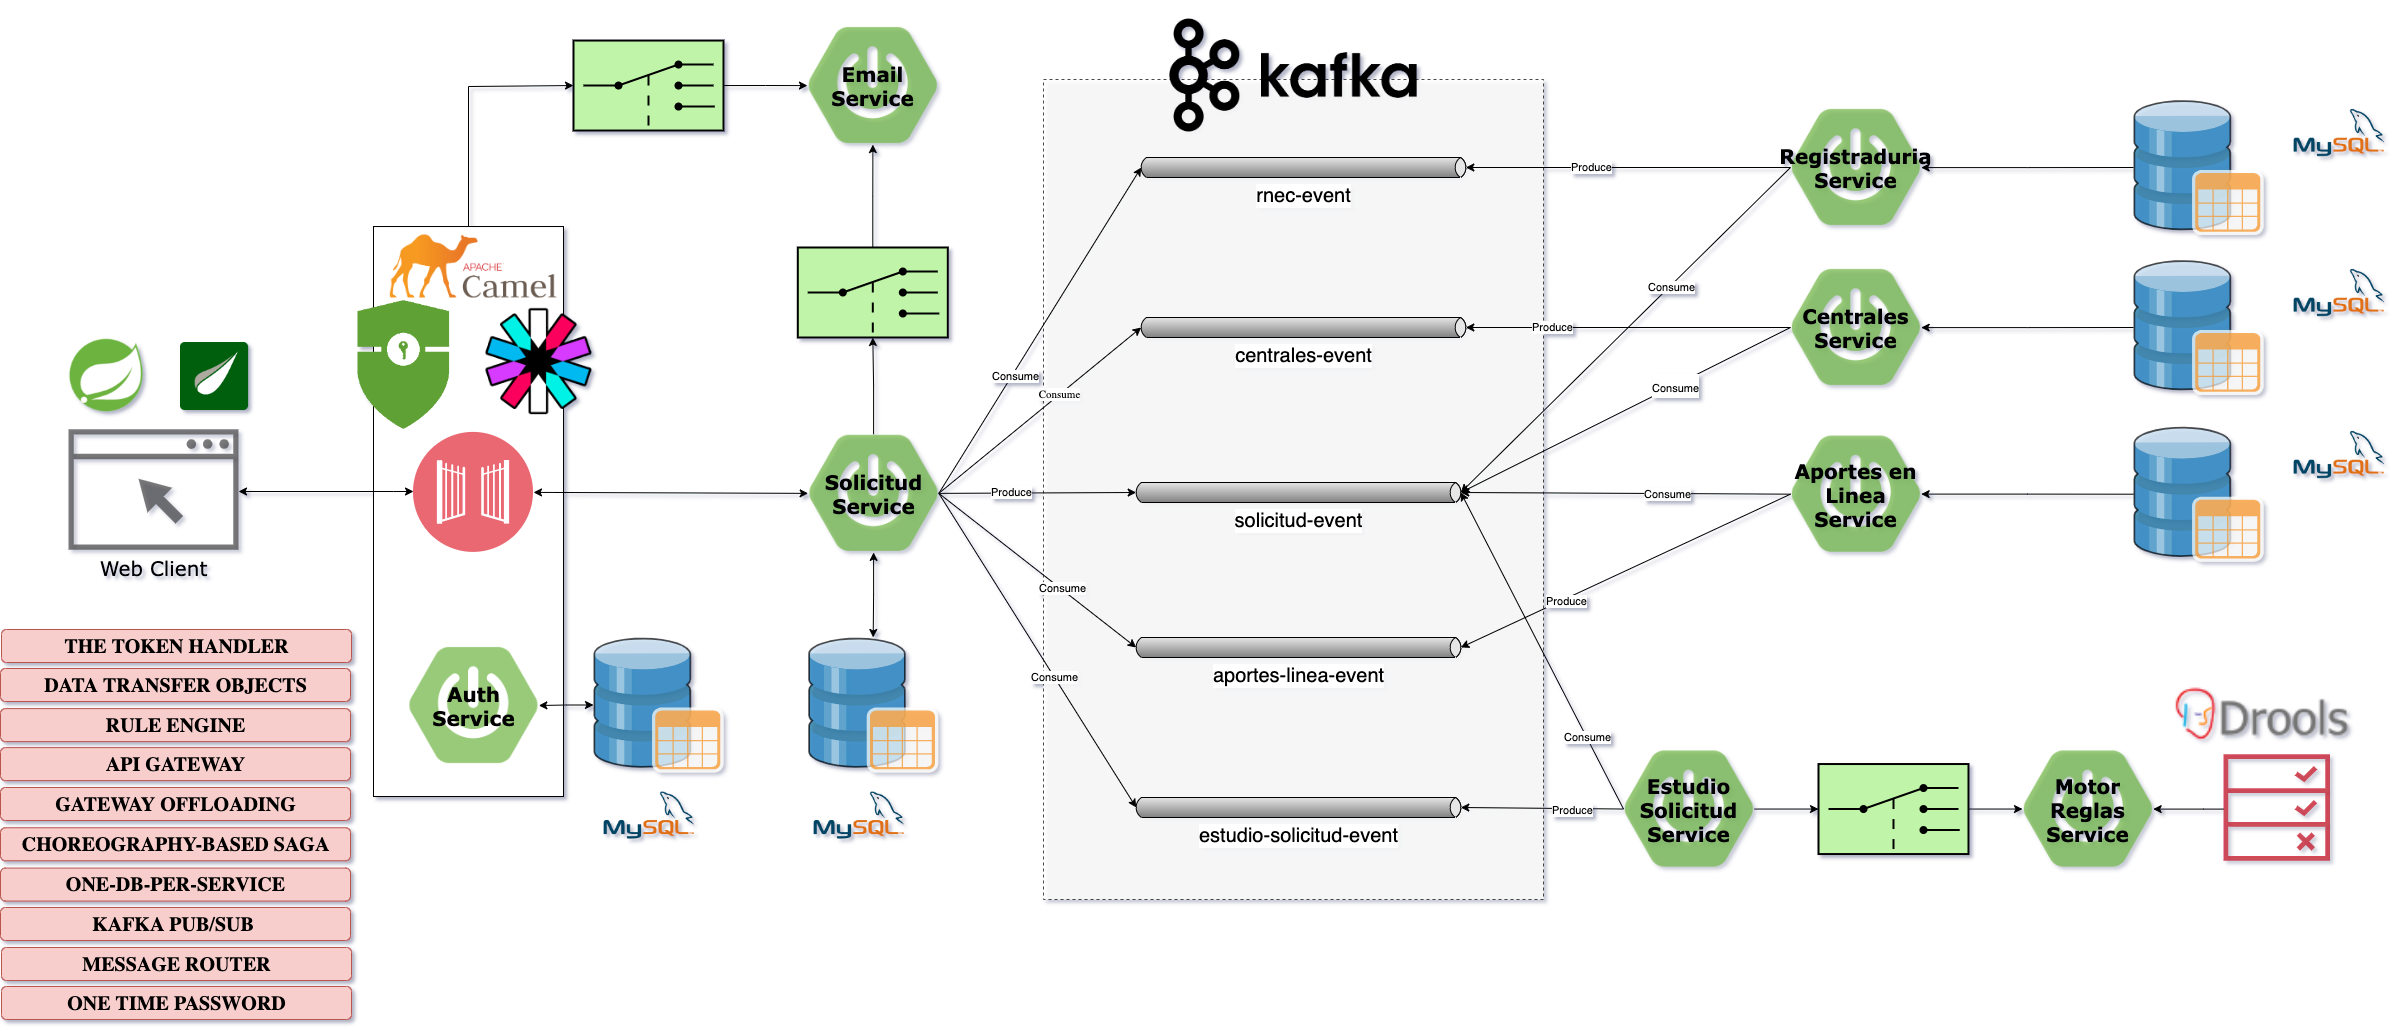 kafka
Email
Service
rnec-event
Produce
Registraduria
Service
MySQL
APACHE
Camel
Consume
centrales-event
Produce
Centrales
Service
MySQL
Consume
Consume
Consume
Web Client
Solicitud
Service
Produce
solicitud-event
Consume
Aportes en
Linea
Service
MySQL
Consume
aportes-linea-event
Produce
Consume
estudio-solicitud-event
Consume
Produce
Auth
Service
MySQL
MySQL
Estudio
Solicitud
Service
Motor
Reglas
Service
Drools
THE TOKEN HANDLER
DATA TRANSFER OBJECTS
RULE ENGINE
API GATEWAY
GATEWAY OFFLOADING
CHOREOGRAPHY-BASED SAGA
ONE-DB-PER-SERVICE
KAFKA PUB/SUB
MESSAGE ROUTER
ONE TIME PASSWORD